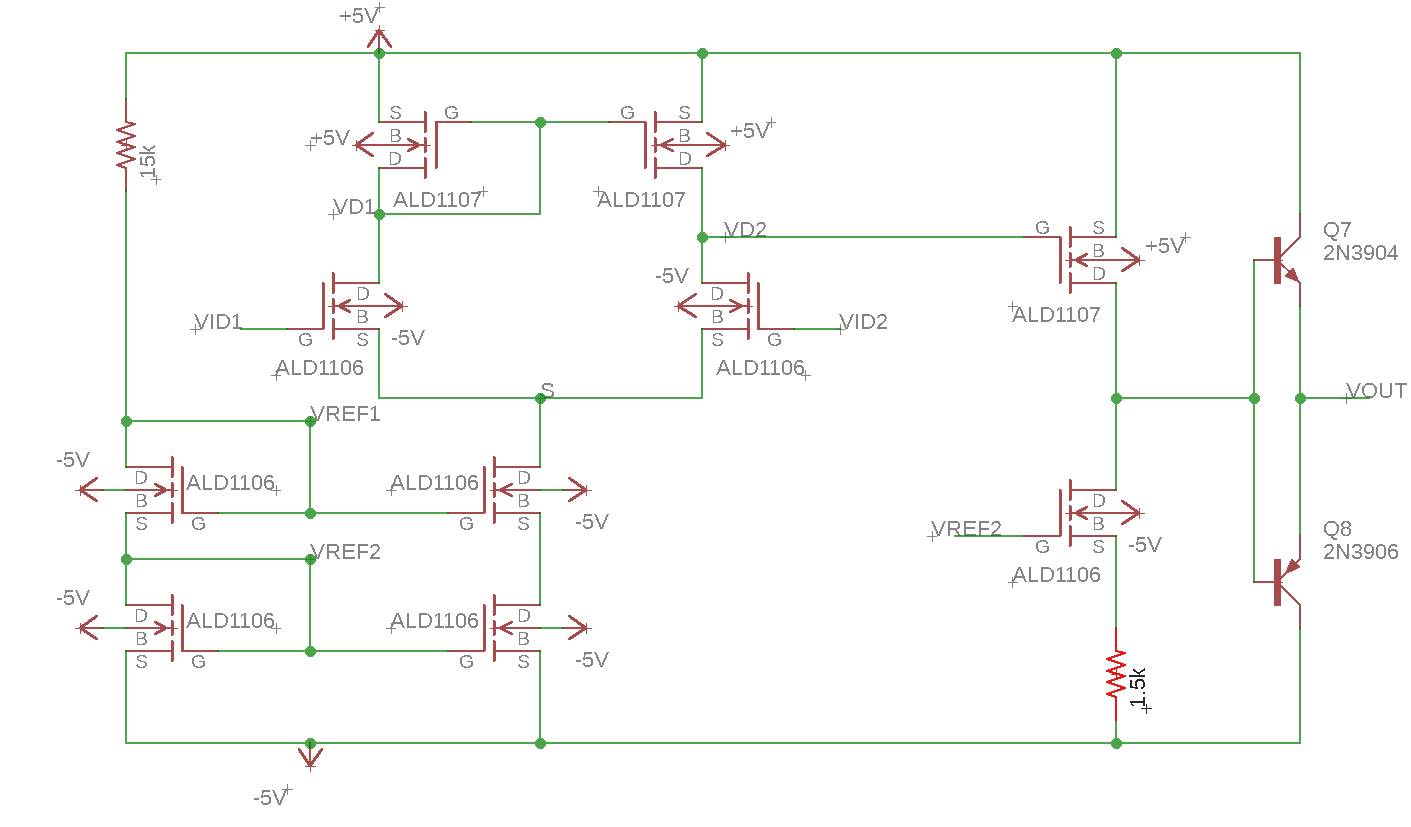 +5V
S G
G S
+5V B
B +5V
D
D
15k
VD1 ALD1107
ALD1107
VD2
G S
Q7
B +5V
2N3904
D
-5V
D
D
VID1 B
B VID2
ALD1107
G S -5V
S G
ALD1106
ALD1106
S
VOUT
VREF1
-5V
D ALD1106
ALD1106 D
B
B
S G
G S -5V
D
B
VREF2
G S -5V
Q8
2N3906
VREF2
ALD1106
-5V
D ALD1106
ALD1106 D
B
B
S G
G S -5V
1.5k
-5V